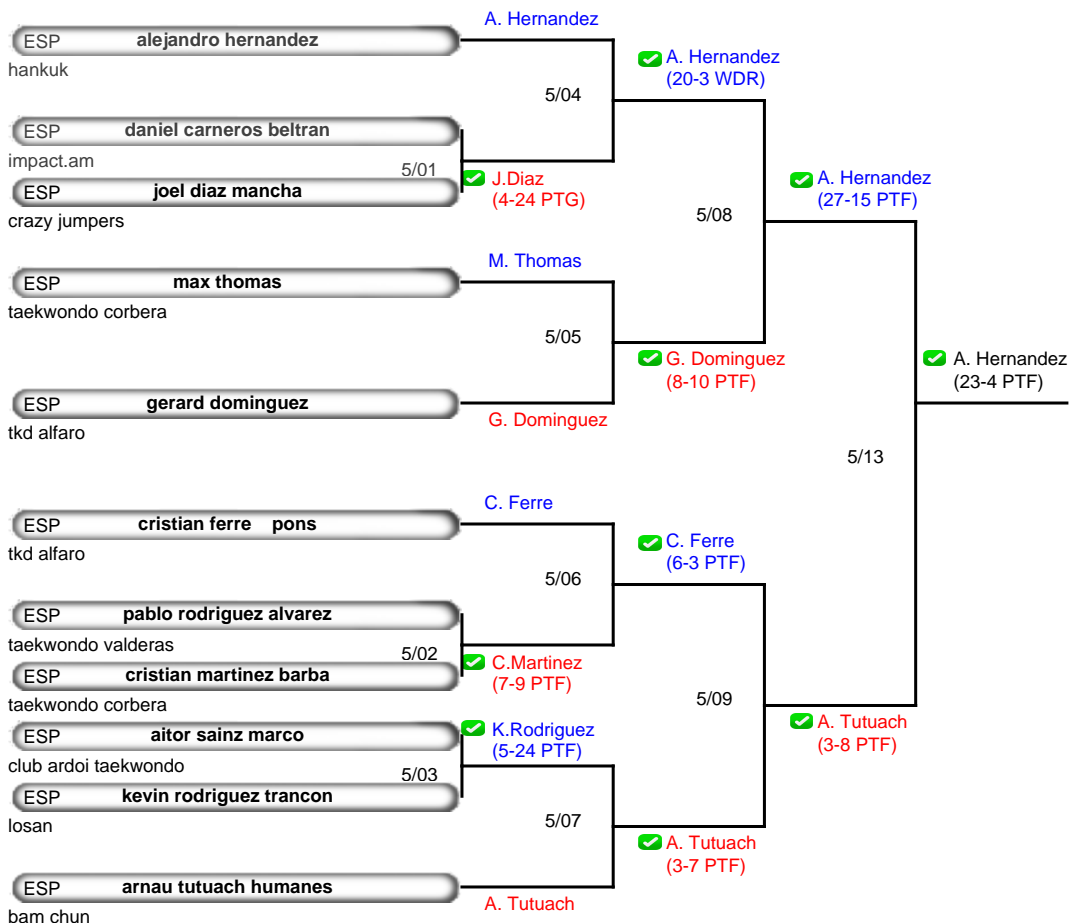 A. Hernandez
ESP alejandro hernandez
hankuk
A. Hernandez
(20-3 WDR)
5/04
ESP daniel carneros beltran
impact.am
5/01
ESP joel diaz mancha
crazy jumpers
J.Diaz
(4-24 PTG)
A. Hernandez
(27-15 PTF)
5/08
M. Thomas
ESP max thomas
taekwondo corbera
5/05
G. Dominguez
(8-10 PTF)
A. Hernandez
(23-4 PTF)
ESP gerard dominguez
tkd alfaro
G. Dominguez
5/13
C. Ferre
ESP cristian ferre pons
tkd alfaro
C. Ferre
(6-3 PTF)
5/06
ESP pablo rodriguez alvarez
taekwondo valderas
5/02
ESP cristian martinez barba
taekwondo corbera
C.Martinez
(7-9 PTF)
5/09
ESP aitor sainz marco
club ardoi taekwondo
K.Rodriguez
(5-24 PTF)
A. Tutuach
(3-8 PTF)
5/03
ESP kevin rodriguez trancon
losan
5/07
A. Tutuach
(3-7 PTF)
ESP arnau tutuach humanes
bam chun
A. Tutuach